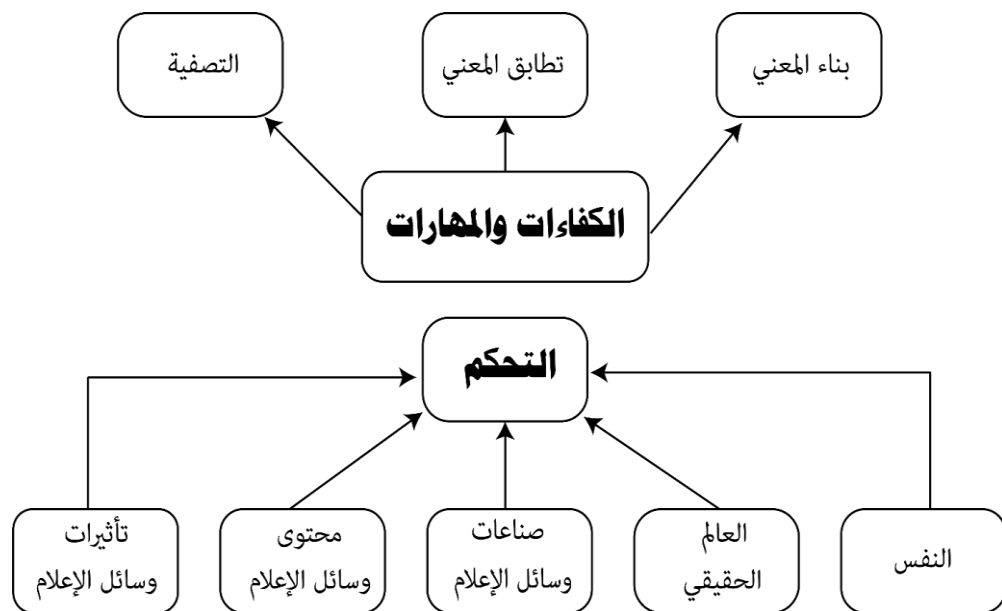 بناء المعني
تطابق المعني
التصفية
الكفاءات والمهارات
التحكم
النفس
العالم
الحقيقي
صناعات
وسائل الإعلام
محتوى
وسائل الإعلام
تأثيرات
وسائل الإعلام